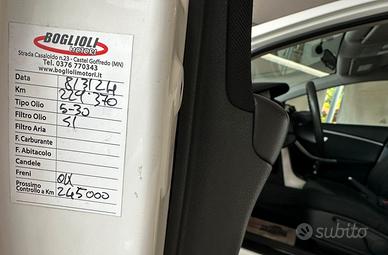 BOGLIOLI
MOTORI
Strada Casaloldo n.23 - Castel Goffredo (MN)
Tel. 0376 770343
www.bogliolimotori.it
Data 8/3/24
Km 229.370
Tipo Olio 5-30
Filtro Olio SI
Filtro Aria
F. Carburante
F. Abitacolo
Candele
Freni OK
Prossimo
Controllo a Km 245000
subito